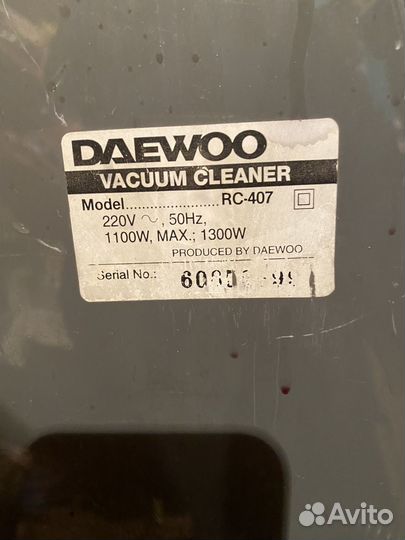 DAEWOO
VACUUM CLEANER
Model....................... RC-407
220V ~, 50Hz,
1100W, MAX.; 1300W
PRODUCED BY DAEWOO
Serial No.:
Avito